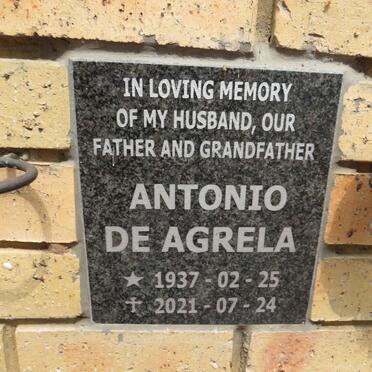 IN LOVING MEMORY
OF MY HUSBAND, OUR
FATHER AND GRANDFATHER
ANTONIO
DE AGRELA
★ 1937 - 02 - 25
✝ 2021 - 07 - 24